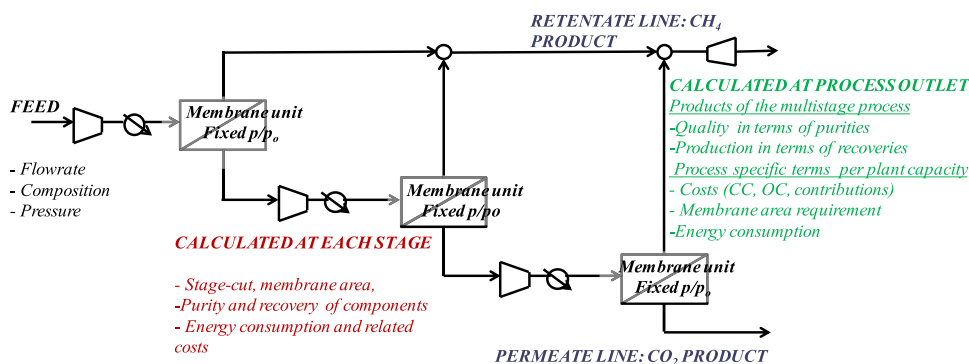 RETENTATE LINE: CH4
PRODUCT
FEED
Membrane unit
Fixed p/po
- Flowrate
- Composition
- Pressure
Membrane unit
Fixed p/po
CALCULATED AT EACH STAGE
- Stage-cut, membrane area,
-Purity and recovery of components
- Energy consumption and related
costs
CALCULATED AT PROCESS OUTLET
Products of the multistage process
-Quality in terms of purities
-Production in terms of recoveries
Process specific terms per plant capacity
- Costs (CC, OC, contributions)
- Membrane area requirement
-Energy consumption
Membrane unit
Fixed p/po
PERMEATE LINE: CO2 PRODUCT